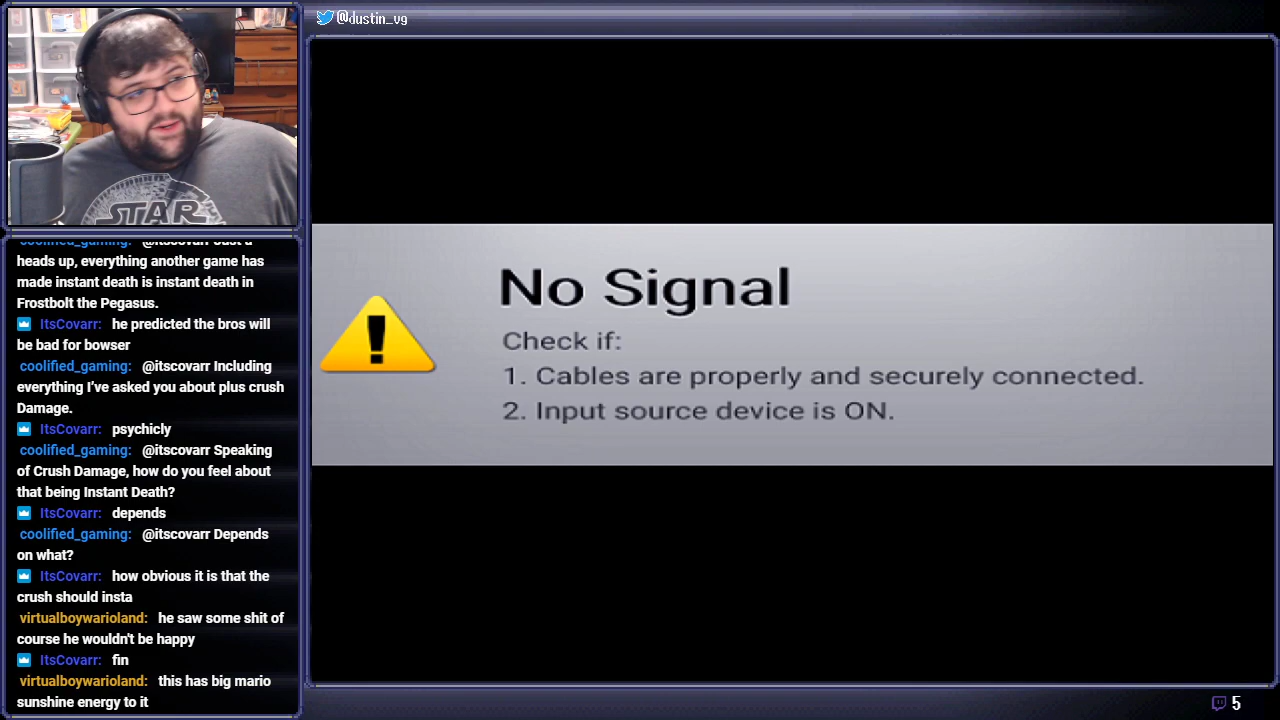 @dustin_vg
STAR
coolified_gaming: @itscovarr Just a
heads up, everything another game has
made instant death is instant death in
Frostbolt the Pegasus.
ItsCovarr: he predicted the bros will
be bad for bowser
coolified_gaming: @itscovarr Including
everything I've asked you about plus crush
Damage.
ItsCovarr: psychicly
coolified_gaming: @itscovarr Speaking
of Crush Damage, how do you feel about
that being Instant Death?
ItsCovarr: depends
coolified_gaming: @itscovarr Depends
on what?
ItsCovarr: how obvious it is that the
crush should insta
virtualboywarioland: he saw some shit of
course he wouldn't be happy
ItsCovarr: fin
virtualboywarioland: this has big mario
sunshine energy to it
No Signal
Check if:
1. Cables are properly and securely connected.
2. Input source device is ON.
5